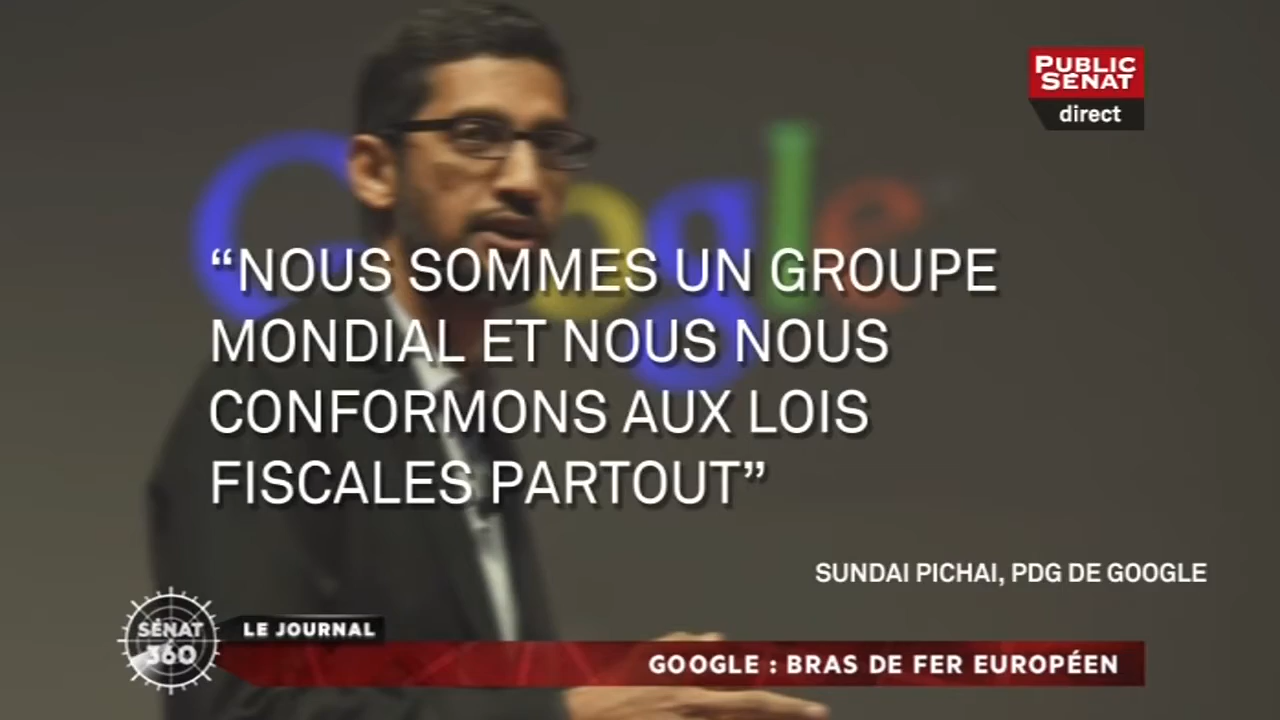 Google
PUBLIC
SÉNAT
direct
“NOUS SOMMES UN GROUPE
MONDIAL ET NOUS NOUS
CONFORMONS AUX LOIS
FISCALES PARTOUT”
SUNDAI PICHAI, PDG DE GOOGLE
SÉNAT
360
LE JOURNAL
GOOGLE : BRAS DE FER EUROPÉEN